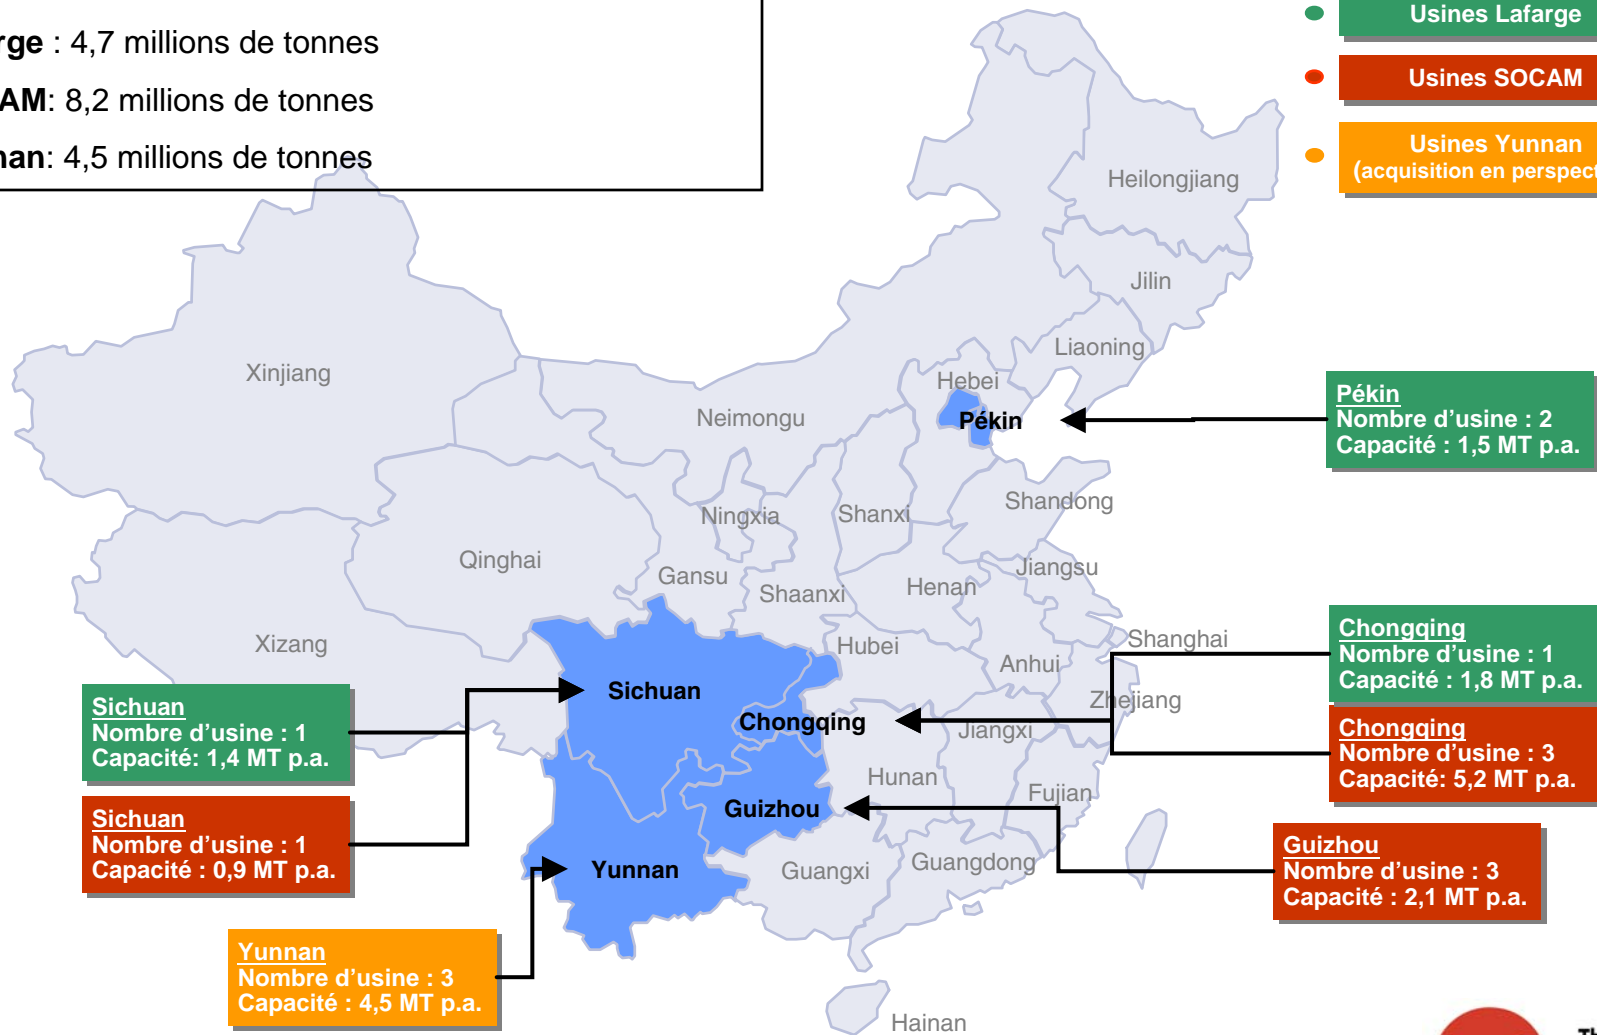 rge : 4,7 millions de tonnes
AM: 8,2 millions de tonnes
nan: 4,5 millions de tonnes
Usines Lafarge
Usines SOCAM
Usines Yunnan
(acquisition en perspect
Heilongjiang
Jilin
Liaoning
Xinjiang
Hebei
Neimongu
Pékin
Pékin
Nombre d’usine : 2
Capacité : 1,5 MT p.a.
Shandong
Ningxia
Shanxi
Qinghai
Gansu
Jiangsu
Shaanxi
Henan
Xizang
Hubei
Shanghai
Anhui
Chongqing
Nombre d’usine : 1
Capacité : 1,8 MT p.a.
Sichuan
Zhejiang
Sichuan
Nombre d’usine : 1
Capacité: 1,4 MT p.a.
Chongqing
Jiangxi
Chongqing
Nombre d’usine : 3
Capacité: 5,2 MT p.a.
Hunan
Fujian
Guizhou
Sichuan
Nombre d’usine : 1
Capacité : 0,9 MT p.a.
Yunnan
Guangxi
Guangdong
Guizhou
Nombre d’usine : 3
Capacité : 2,1 MT p.a.
Yunnan
Nombre d’usine : 3
Capacité : 4,5 MT p.a.
Hainan